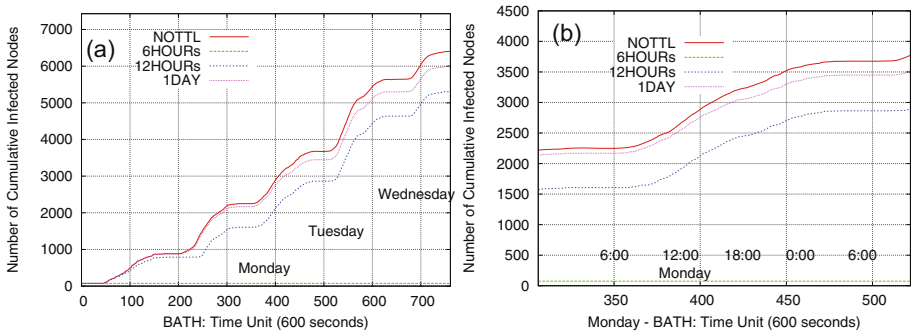 (a)
Number of Cumulative Infected Nodes
7000
6000
5000
4000
3000
2000
1000
0
NOTTL
6HOURs
12HOURs
1DAY
Wednesday
Tuesday
Monday
0 100 200 300 400 500 600 700
BATH: Time Unit (600 seconds)
(b)
Number of Cumulative Infected Nodes
4500
4000
3500
3000
2500
2000
1500
1000
500
0
NOTTL
6HOURs
12HOURs
1DAY
6:00 12:00 18:00 0:00 6:00
Monday
350 400 450 500
Monday - BATH: Time Unit (600 seconds)